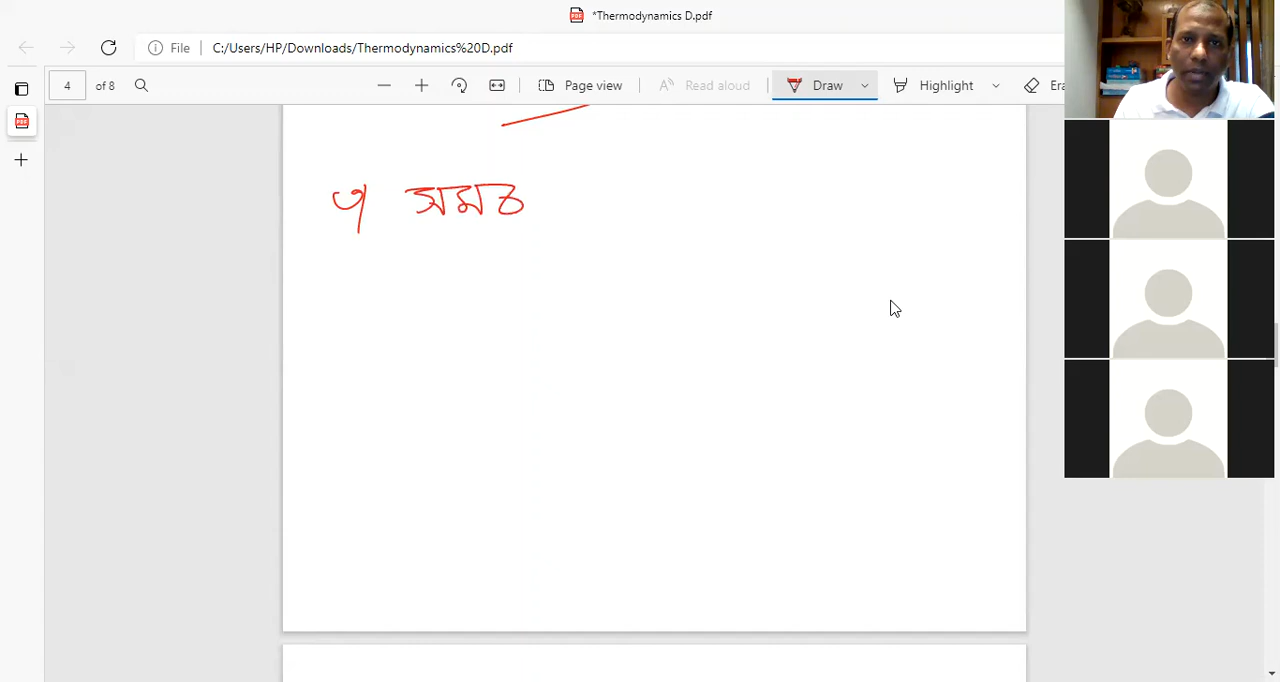 *Thermodynamics D.pdf
File C:/Users/HP/Downloads/Thermodynamics%20D.pdf
4 of 8 Page view Read aloud Draw Highlight Era
সমত